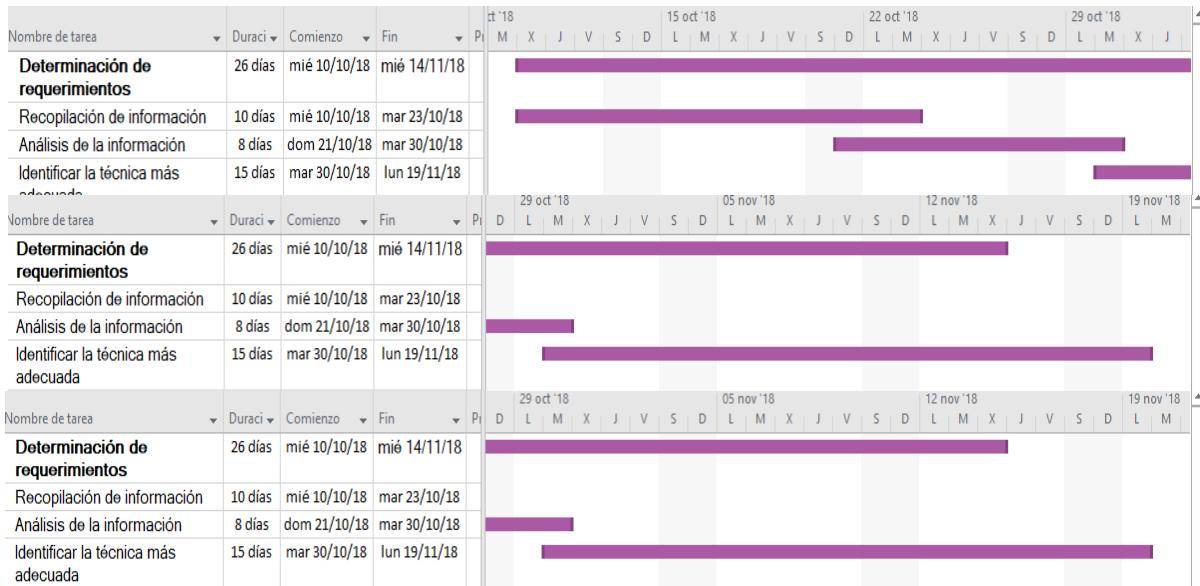 ct '18 15 oct '18 22 oct '18 29 oct '18
Nombre de tarea Duraci Comienzo Fin M X J V S D L M X J V S D L M X J V S D L M X J
Determinación de requerimientos 26 días mié 10/10/18 mié 14/11/18
Recopilación de información 10 días mié 10/10/18 mar 23/10/18
Análisis de la información 8 días dom 21/10/18 mar 30/10/18
Identificar la técnica más adecuada 15 días mar 30/10/18 lun 19/11/18
29 oct '18 05 nov '18 12 nov '18 19 nov '18
Nombre de tarea Duraci Comienzo Fin D L M X J V S D L M X J V S D L M X J V S D L M
Determinación de requerimientos 26 días mié 10/10/18 mié 14/11/18
Recopilación de información 10 días mié 10/10/18 mar 23/10/18
Análisis de la información 8 días dom 21/10/18 mar 30/10/18
Identificar la técnica más adecuada 15 días mar 30/10/18 lun 19/11/18
29 oct '18 05 nov '18 12 nov '18 19 nov '18
Nombre de tarea Duraci Comienzo Fin D L M X J V S D L M X J V S D L M X J V S D L M
Determinación de requerimientos 26 días mié 10/10/18 mié 14/11/18
Recopilación de información 10 días mié 10/10/18 mar 23/10/18
Análisis de la información 8 días dom 21/10/18 mar 30/10/18
Identificar la técnica más adecuada 15 días mar 30/10/18 lun 19/11/18